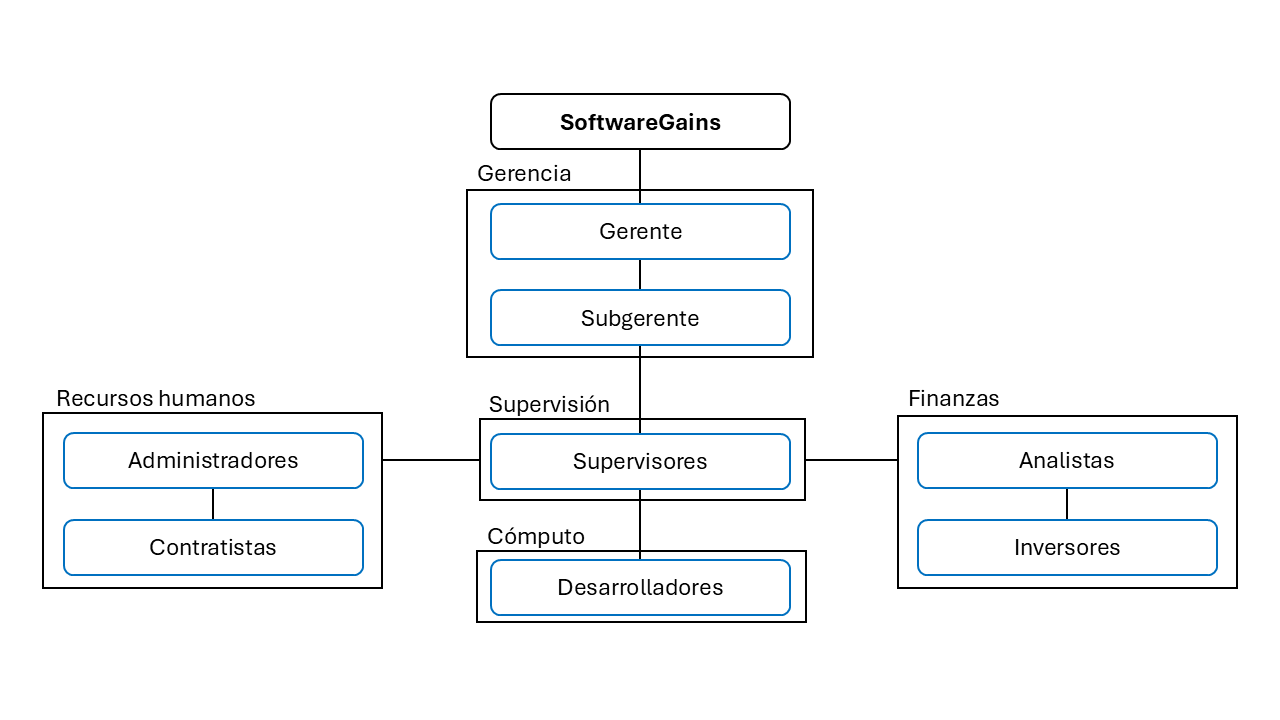 SoftwareGains
Gerencia
Gerente
Subgerente
Recursos humanos
Administradores
Contratistas
Supervisión
Supervisores
Cómputo
Desarrolladores
Finanzas
Analistas
Inversores